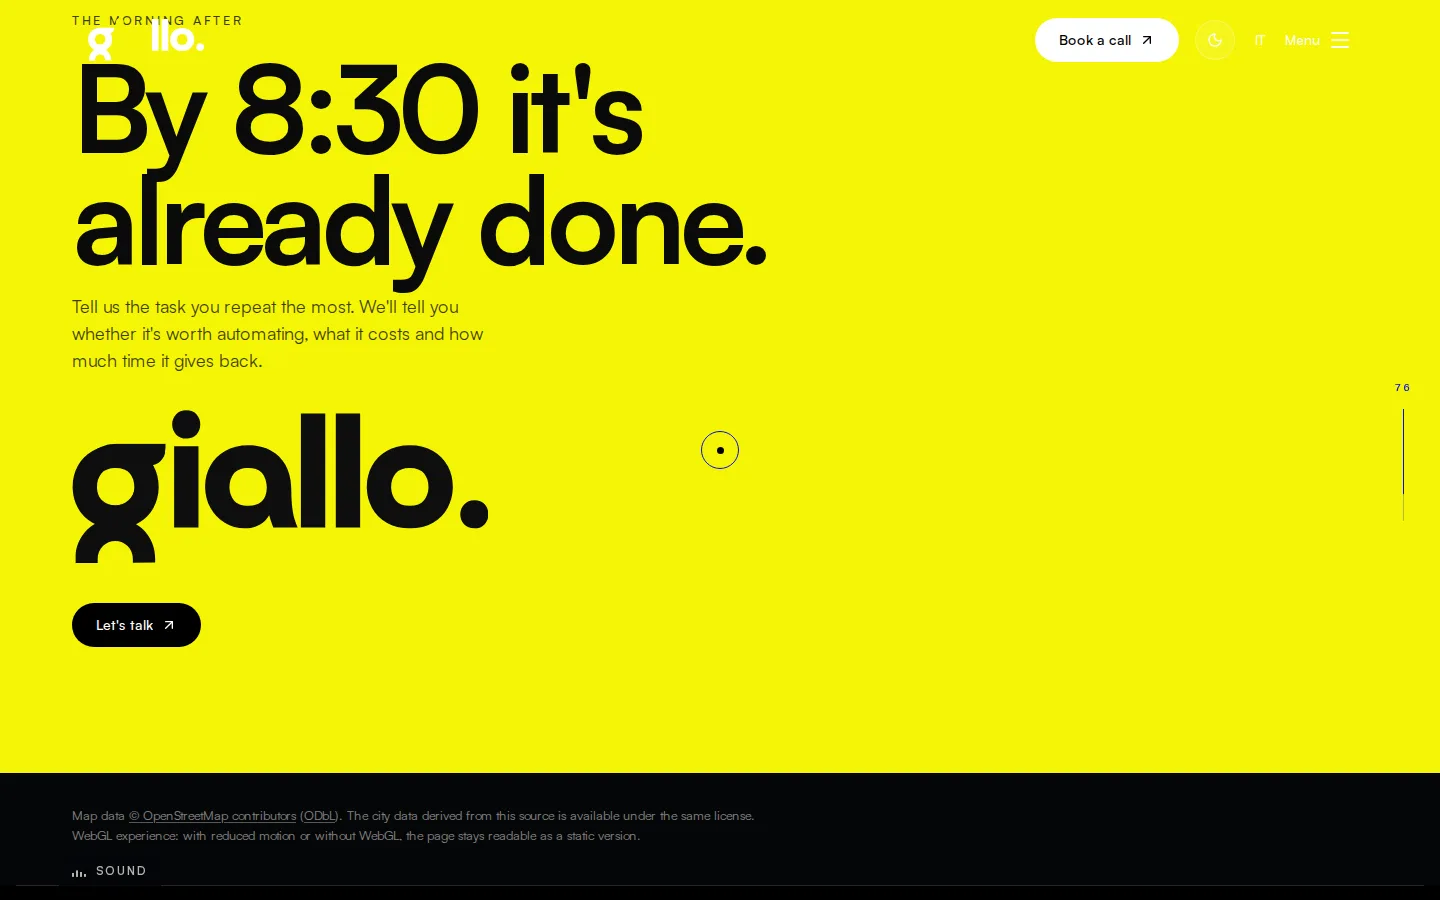 THE MORNING AFTER
g llo.
Book a call
IT
Menu
By 8:30 it's
already done.
Tell us the task you repeat the most. We'll tell you
whether it's worth automating, what it costs and how
much time it gives back.
76
giallo.
Let's talk
Map data © OpenStreetMap contributors (ODbL). The city data derived from this source is available under the same license.
WebGL experience: with reduced motion or without WebGL, the page stays readable as a static version.
SOUND